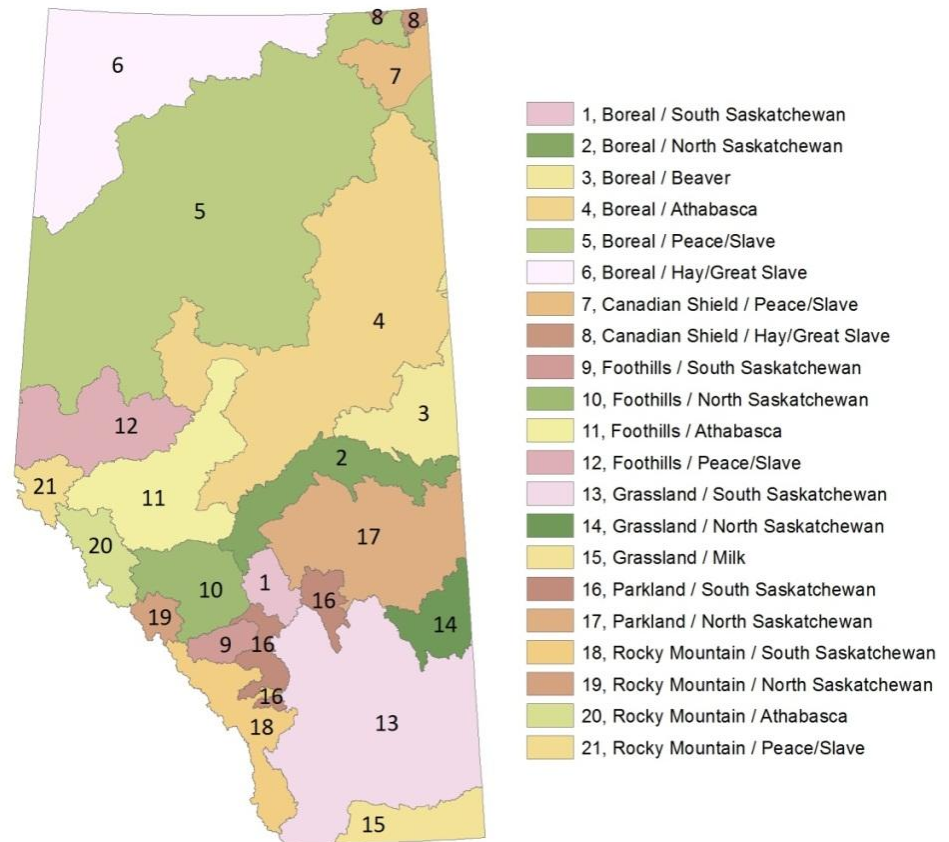 8
8
6
7
1, Boreal / South Saskatchewan
2, Boreal / North Saskatchewan
3, Boreal / Beaver
4, Boreal / Athabasca
5
5, Boreal / Peace/Slave
6, Boreal / Hay/Great Slave
7, Canadian Shield / Peace/Slave
4
8, Canadian Shield / Hay/Great Slave
9, Foothills / South Saskatchewan
10, Foothills / North Saskatchewan
3
12
11, Foothills / Athabasca
2
12, Foothills / Peace/Slave
21
11
13, Grassland / South Saskatchewan
14, Grassland / North Saskatchewan
17
20
15, Grassland / Milk
1
10
16
16, Parkland / South Saskatchewan
19
14
17, Parkland / North Saskatchewan
9
16
18, Rocky Mountain / South Saskatchewan
19, Rocky Mountain / North Saskatchewan
16
13
18
20, Rocky Mountain / Athabasca
21, Rocky Mountain / Peace/Slave
15